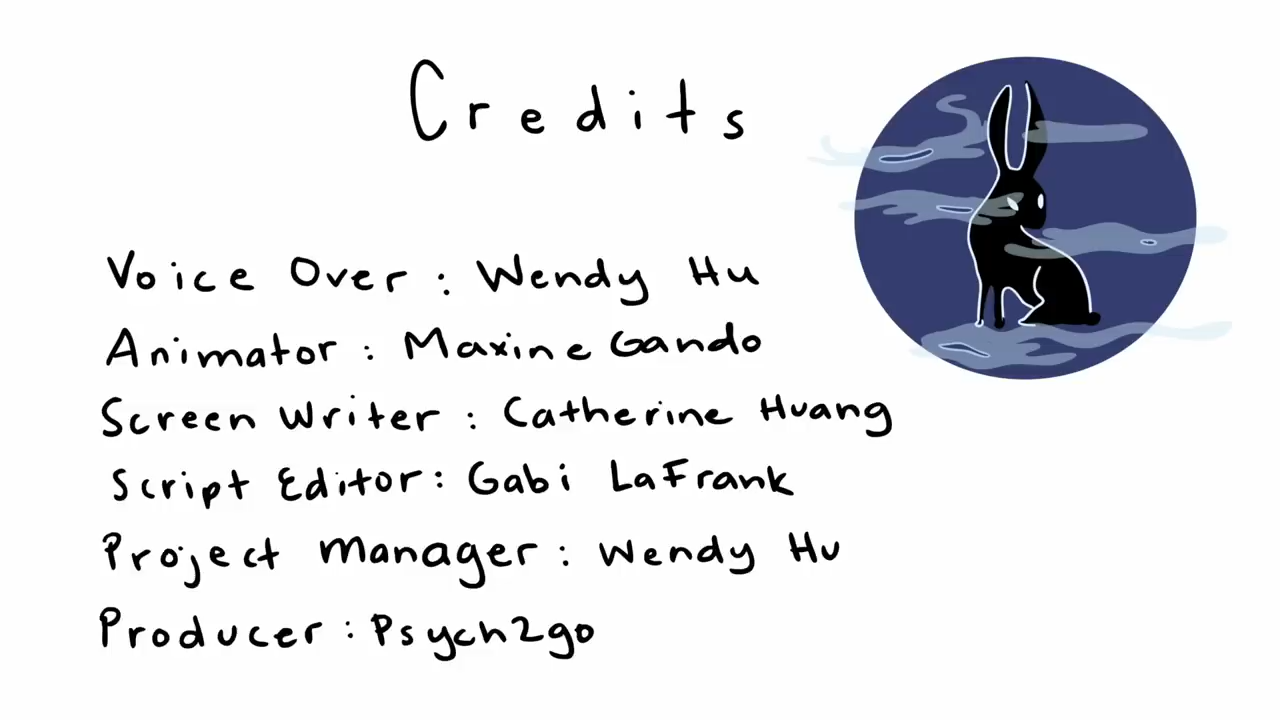 Credits
Voice Over : Wendy Hu
Animator : Maxine Gando
Screen Writer : Catherine Huang
Script Editor : Gabi LaFrank
Project Manager : Wendy Hu
Producer : Psych2go